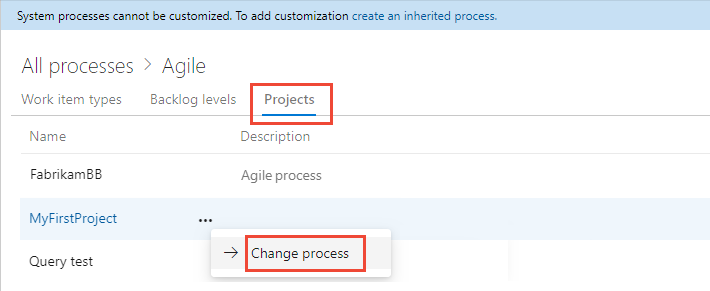 System processes cannot be customized. To add customization create an inherited process.
All processes > Agile
Work item types Backlog levels Projects
Name Description
FabrikamBB Agile process
MyFirstProject ...
→ Change process
Query test